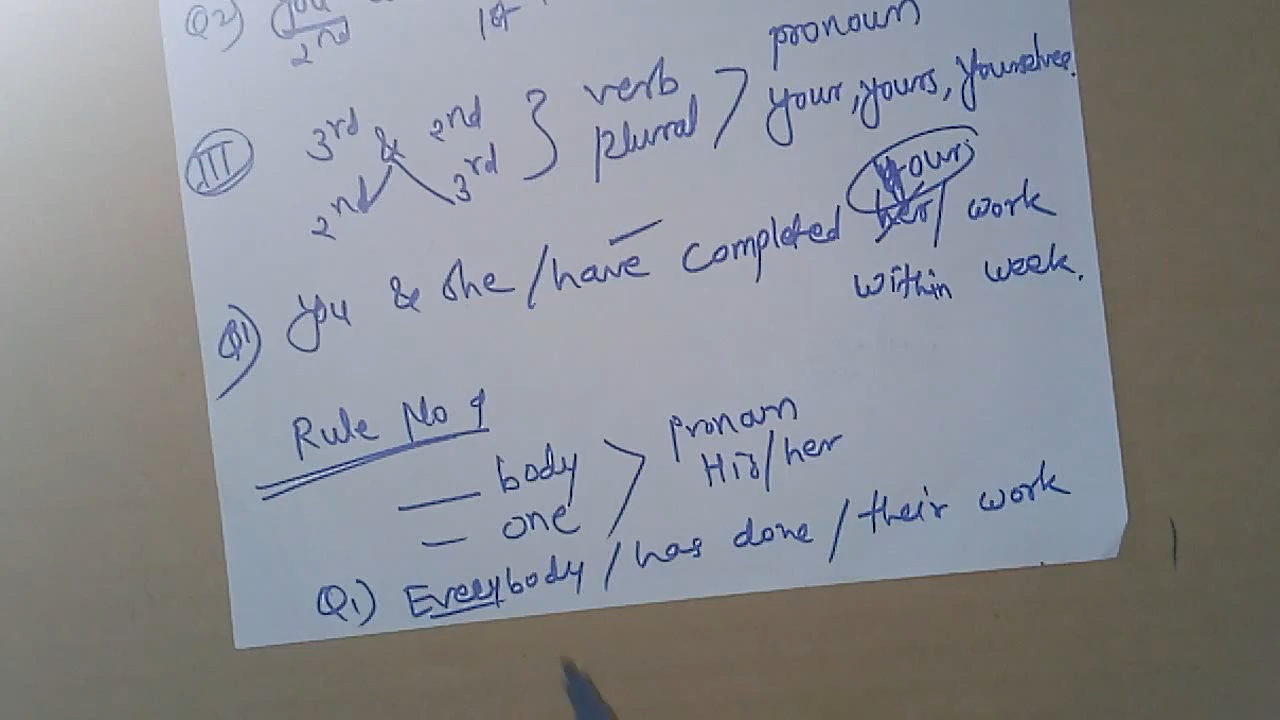 Q2) you
2nd 1st
III 3rd & 2nd } verb > pronoun
2nd 3rd plural your, yours, yourselves.
yours
Q1) you & she /have completed her/ work
within week.
Rule No 9
body > Pronoun
one His/her
Q1) Everybody / has done / their work